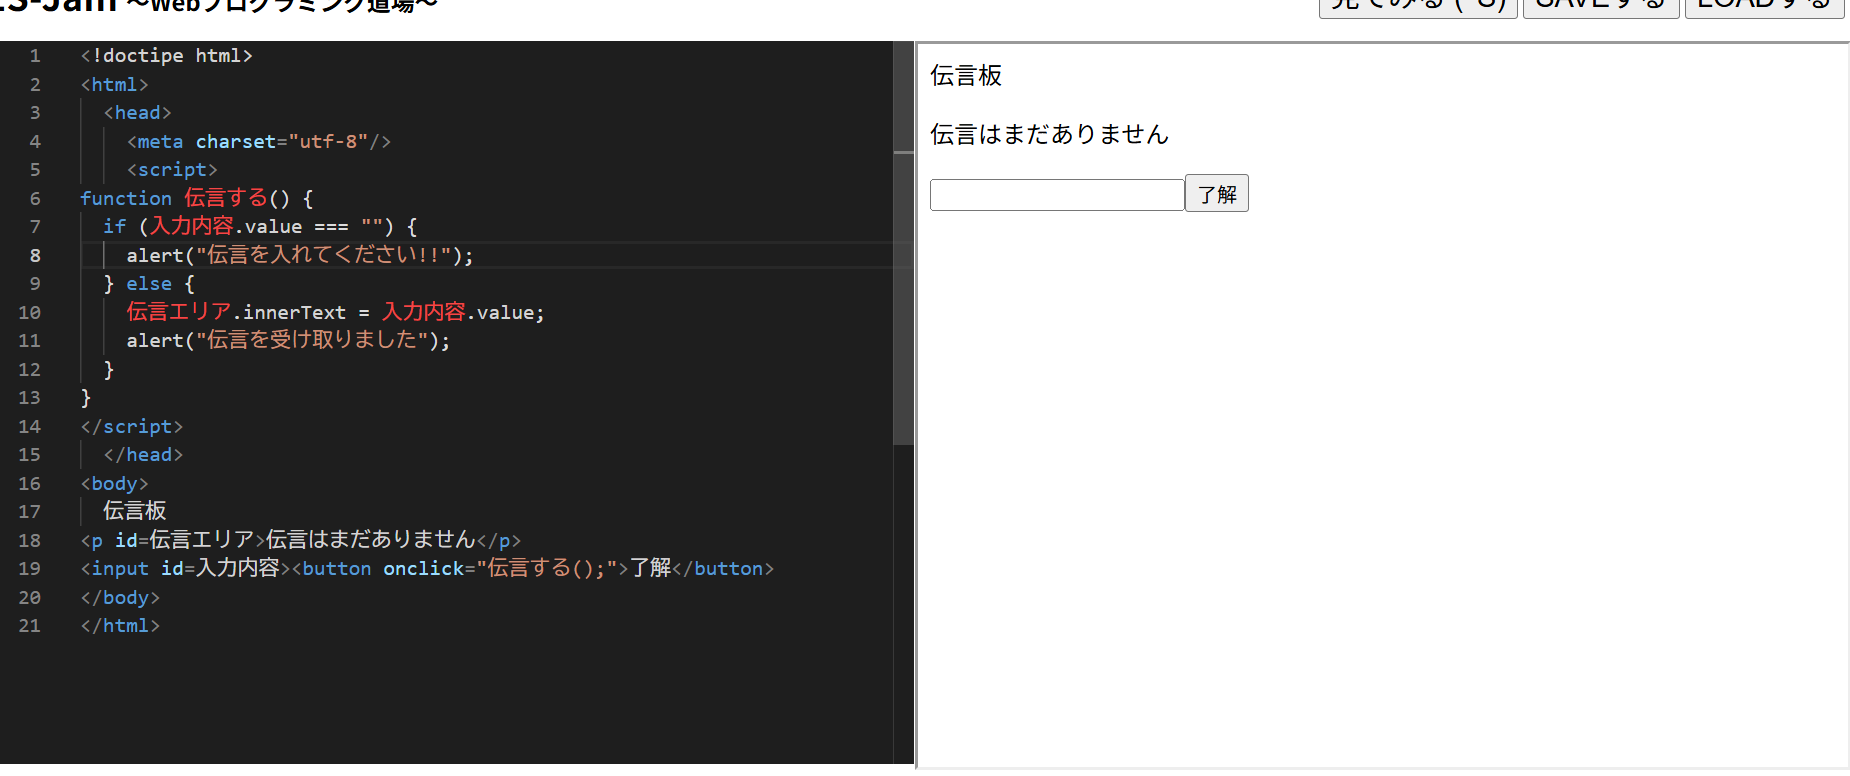 ES-Jam ～Webプログラミング道場～
見てみる (^S) SAVEする LOADする
1 <!doctipe html>
2 <html>
3 <head>
4 <meta charset="utf-8"/>
5 <script>
6 function 伝言する() {
7 if (入力内容.value === "") {
8 alert("伝言を入れてください!!");
9 } else {
10 伝言エリア.innerText = 入力内容.value;
11 alert("伝言を受け取りました");
12 }
13 }
14 </script>
15 </head>
16 <body>
17 伝言板
18 <p id=伝言エリア>伝言はまだありません</p>
19 <input id=入力内容><button onclick="伝言する();">了解</button>
20 </body>
21 </html>
伝言板
伝言はまだありません
了解